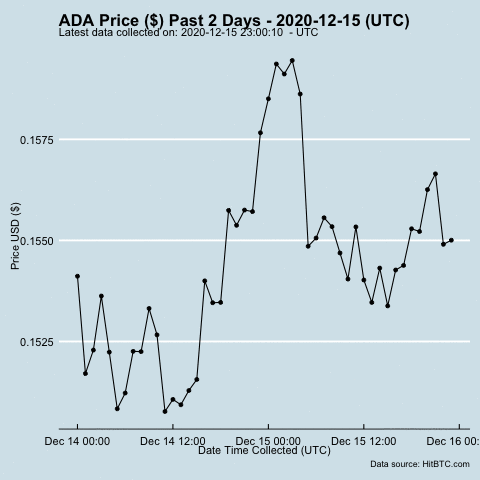 ADA Price ($) Past 2 Days - 2020-12-15 (UTC)
Latest data collected on: 2020-12-15 23:00:10 - UTC
0.1575
0.1550
0.1525
Price USD ($)
Dec 14 00:00 Dec 14 12:00 Dec 15 00:00 Dec 15 12:00 Dec 16 00:
Date Time Collected (UTC)
Data source: HitBTC.com